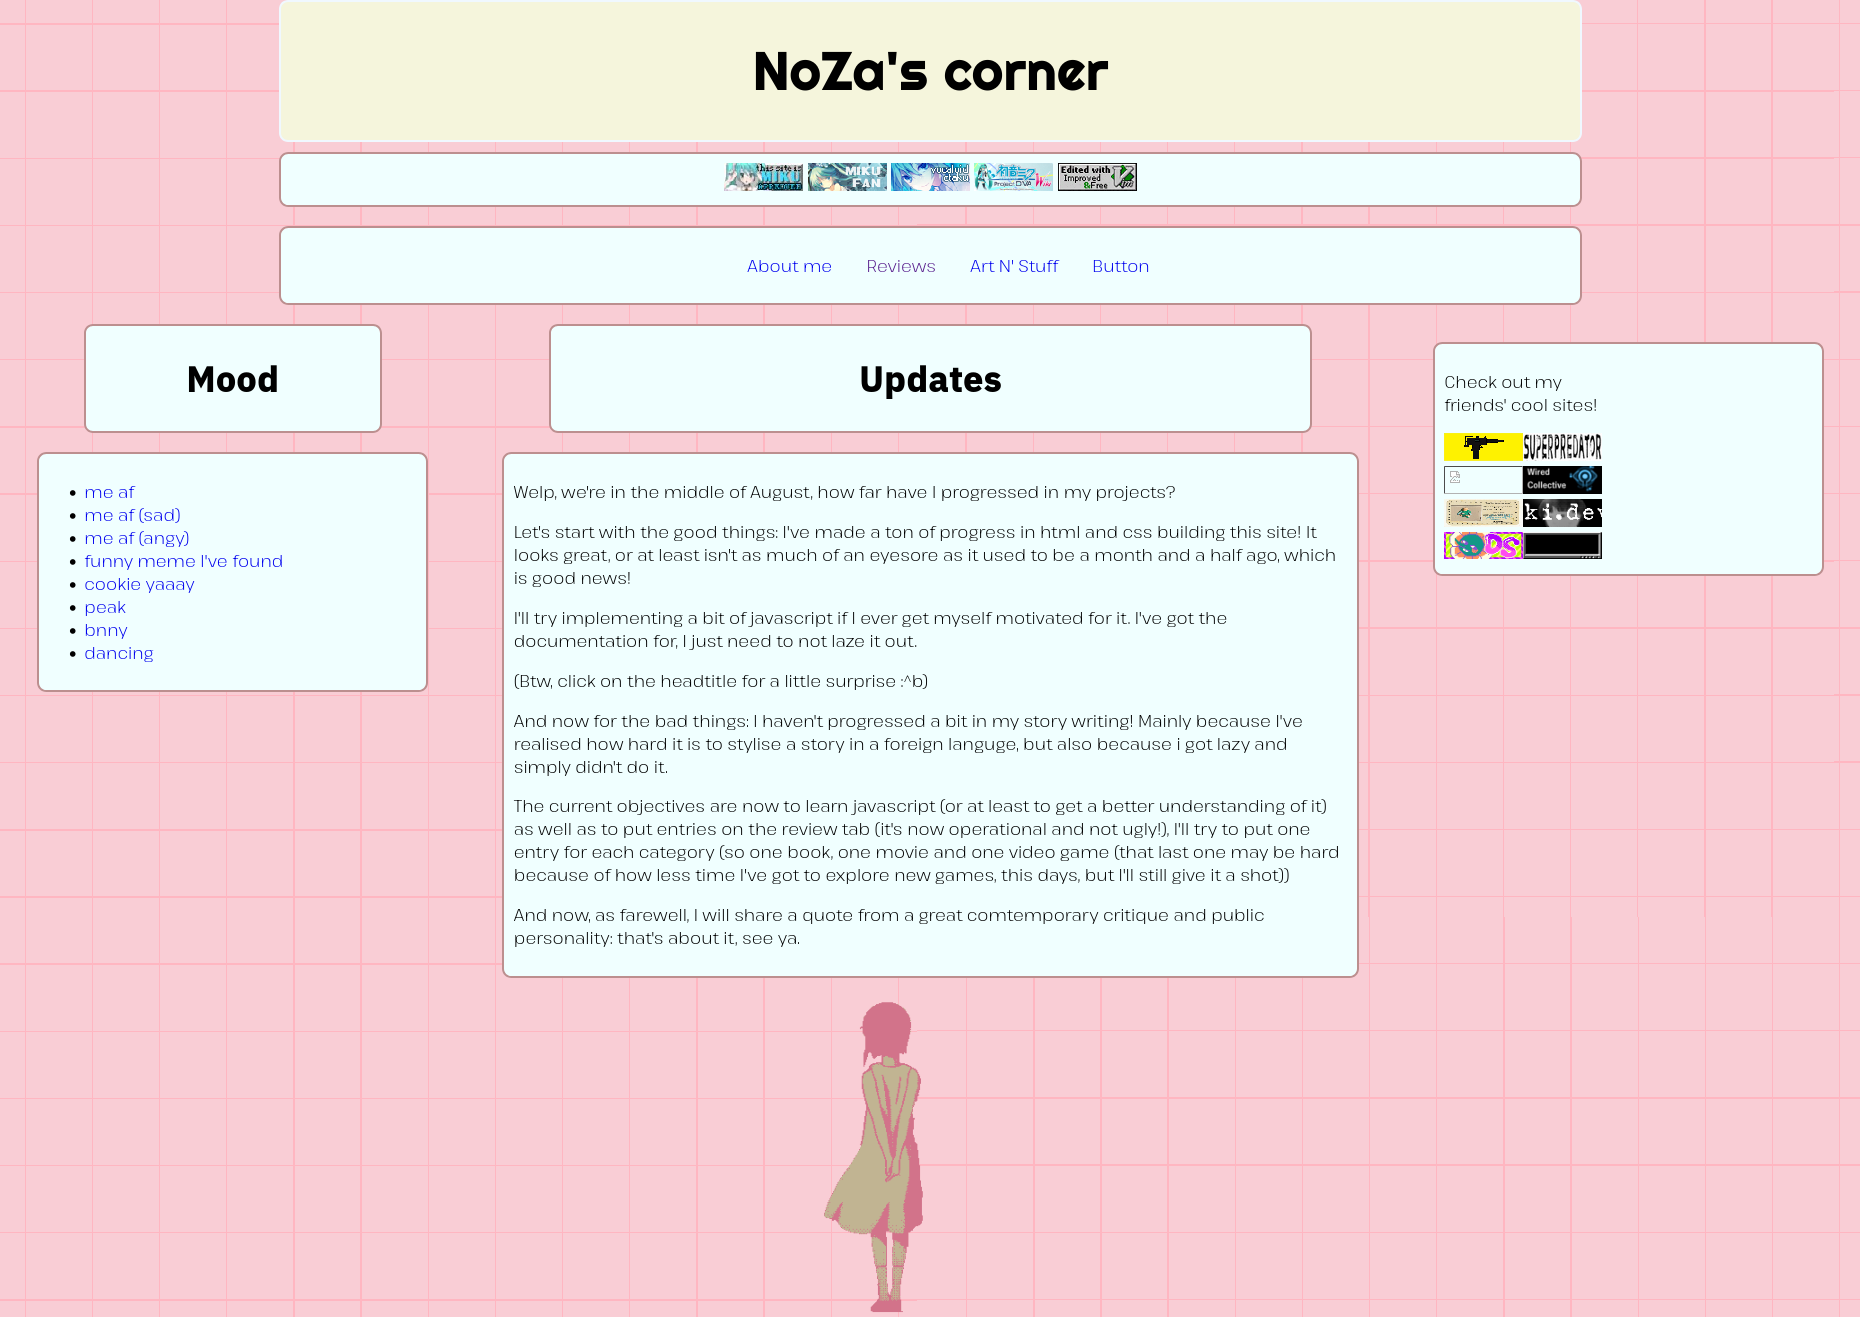 NoZa's corner
this site is MIKU APPROVED
MIKU FAN
vocaloid otaku
初音ミク Project DIVA Wiki
Edited with Improved &Free
About me Reviews Art N' Stuff Button
Mood
me af
me af (sad)
me af (angy)
funny meme I've found
cookie yaaay
peak
bnny
dancing
Updates
Welp, we're in the middle of August, how far have I progressed in my projects?
Let's start with the good things: I've made a ton of progress in html and css building this site! It
looks great, or at least isn't as much of an eyesore as it used to be a month and a half ago, which
is good news!
I'll try implementing a bit of javascript if I ever get myself motivated for it. I've got the
documentation for, I just need to not laze it out.
(Btw, click on the headtitle for a little surprise :^b)
And now for the bad things: I haven't progressed a bit in my story writing! Mainly because I've
realised how hard it is to stylise a story in a foreign languge, but also because i got lazy and
simply didn't do it.
The current objectives are now to learn javascript (or at least to get a better understanding of it)
as well as to put entries on the review tab (it's now operational and not ugly!), I'll try to put one
entry for each category (so one book, one movie and one video game (that last one may be hard
because of how less time I've got to explore new games, this days, but I'll still give it a shot))
And now, as farewell, I will share a quote from a great comtemporary critique and public
personality: that's about it, see ya.
Check out my
friends' cool sites!
SUPERPREDATOR
Wired
Collective
ki.dev
DS